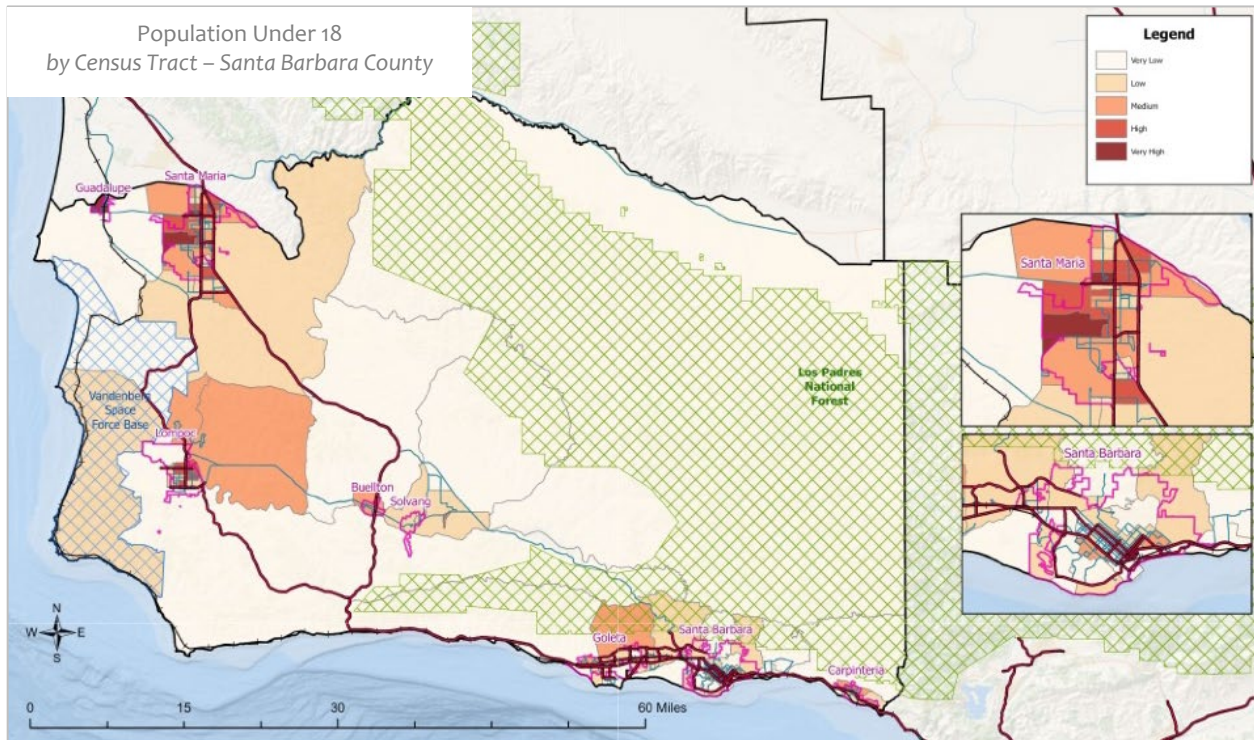 Population Under 18
by Census Tract – Santa Barbara County
Legend
Very Low
Low
Medium
High
Very High
Guadalupe
Santa Maria
Santa Maria
Los Padres
National
Forest
Vandenberg
Space
Force Base
Lompoc
Buellton
Solvang
Santa Barbara
Goleta
Santa Barbara
Carpinteria
N
W E
S
0 15 30 60 Miles